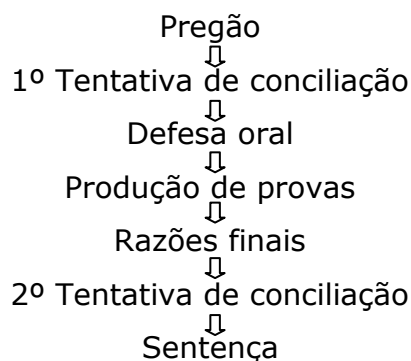 Pregão
1º Tentativa de conciliação
Defesa oral
Produção de provas
Razões finais
2º Tentativa de conciliação
Sentença